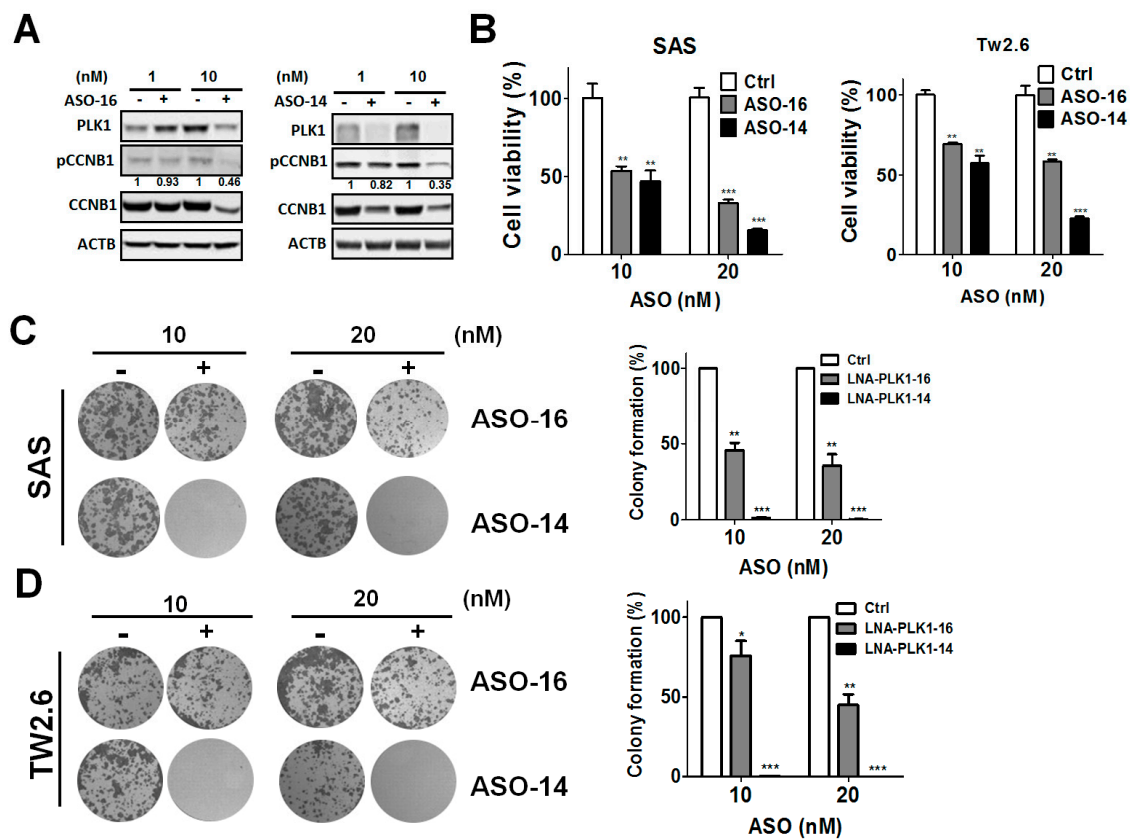 A
(nM) 1 10
ASO-16 - + - +
PLK1
pCCNB1
1 0.93 1 0.46
CCNB1
ACTB
(nM) 1 10
ASO-14 - + - +
PLK1
pCCNB1
1 0.82 1 0.35
CCNB1
ACTB
B
SAS
Cell viability (%)
100
50
0
Ctrl
ASO-16
ASO-14
** ** *** ***
10 20
ASO (nM)
Tw2.6
Cell viability (%)
100
50
0
Ctrl
ASO-16
ASO-14
** ** ** ***
10 20
ASO (nM)
C
10 20 (nM)
- + - +
SAS
ASO-16
ASO-14
Colony formation (%)
100
50
0
Ctrl
LNA-PLK1-16
LNA-PLK1-14
** *** ** ***
10 20
ASO (nM)
D
10 20 (nM)
- + - +
TW2.6
ASO-16
ASO-14
Colony formation (%)
100
50
0
Ctrl
LNA-PLK1-16
LNA-PLK1-14
* *** ** ***
10 20
ASO (nM)